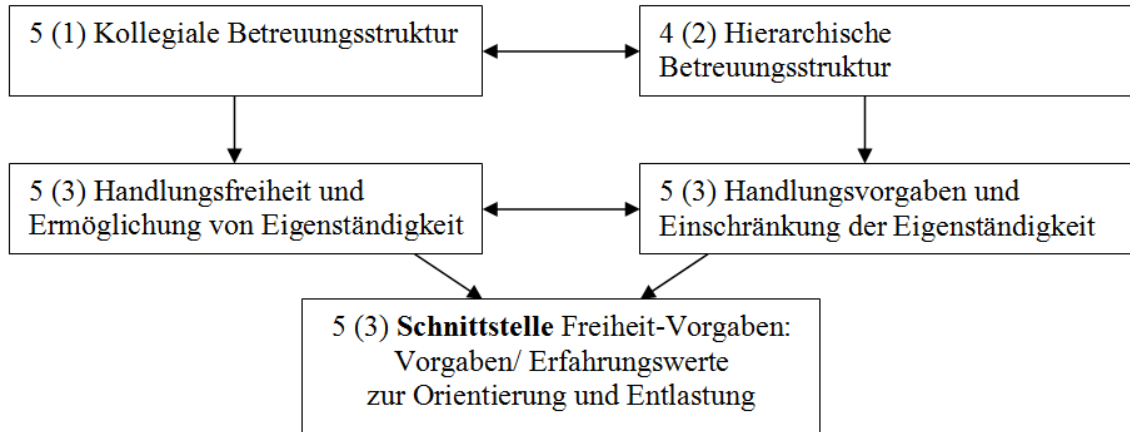 5 (1) Kollegiale Betreuungsstruktur
4 (2) Hierarchische
Betreuungsstruktur
5 (3) Handlungsfreiheit und
Ermöglichung von Eigenständigkeit
5 (3) Handlungsvorgaben und
Einschränkung der Eigenständigkeit
5 (3) Schnittstelle Freiheit-Vorgaben:
Vorgaben/ Erfahrungswerte
zur Orientierung und Entlastung